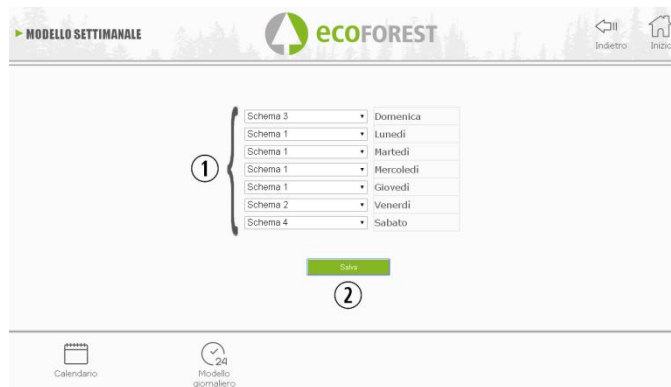 MODELLO SETTIMANALE
ecoFOREST
Indietro
Inizio
Schema 3 Domenica
Schema 1 Lunedì
Schema 1 Martedì
Schema 1 Mercoledì
Schema 1 Giovedì
Schema 2 Venerdì
Schema 4 Sabato
1
Salva
2
Calendario
24
Modello
giornaliero